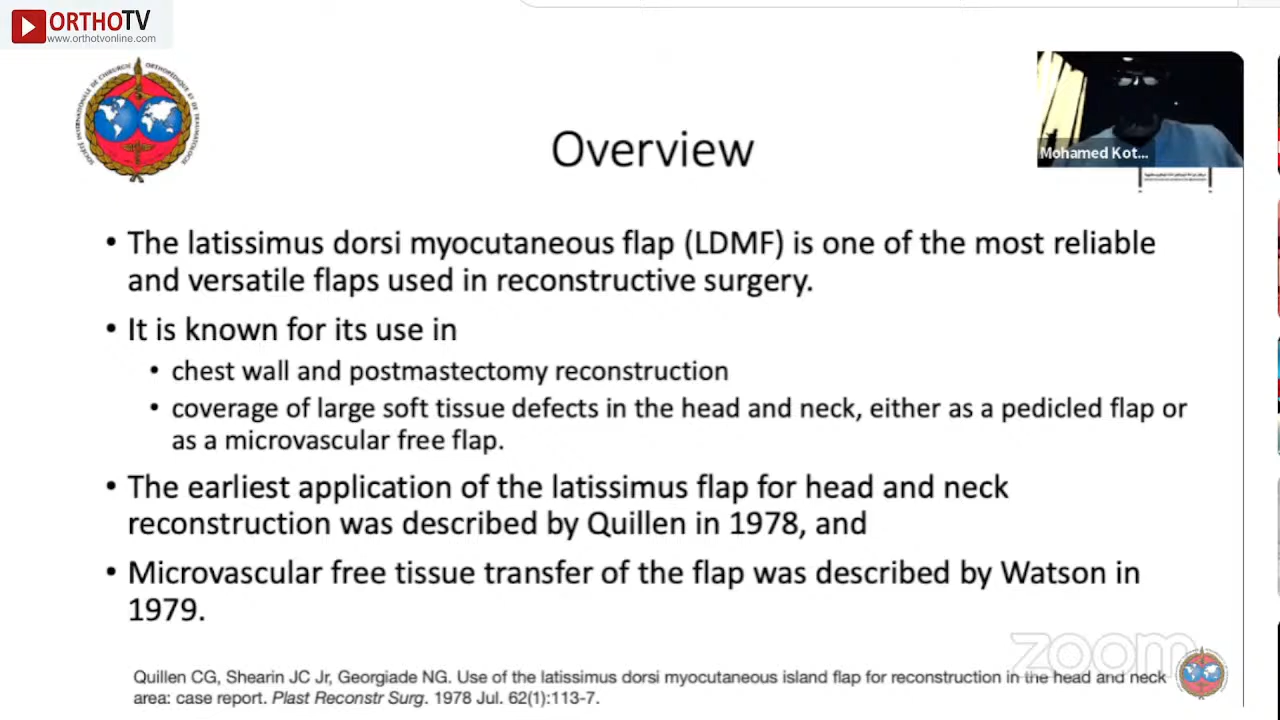 ORTHOTV
www.orthotvonline.com
Overview
Mohamed Kot...
• The latissimus dorsi myocutaneous flap (LDMF) is one of the most reliable
and versatile flaps used in reconstructive surgery.
• It is known for its use in
• chest wall and postmastectomy reconstruction
• coverage of large soft tissue defects in the head and neck, either as a pedicled flap or
as a microvascular free flap.
• The earliest application of the latissimus flap for head and neck
reconstruction was described by Quillen in 1978, and
• Microvascular free tissue transfer of the flap was described by Watson in
1979.
zoom
Quillen CG, Shearin JC Jr, Georgiade NG. Use of the latissimus dorsi myocutaneous island flap for reconstruction in the head and neck
area: case report. Plast Reconstr Surg. 1978 Jul. 62(1):113-7.